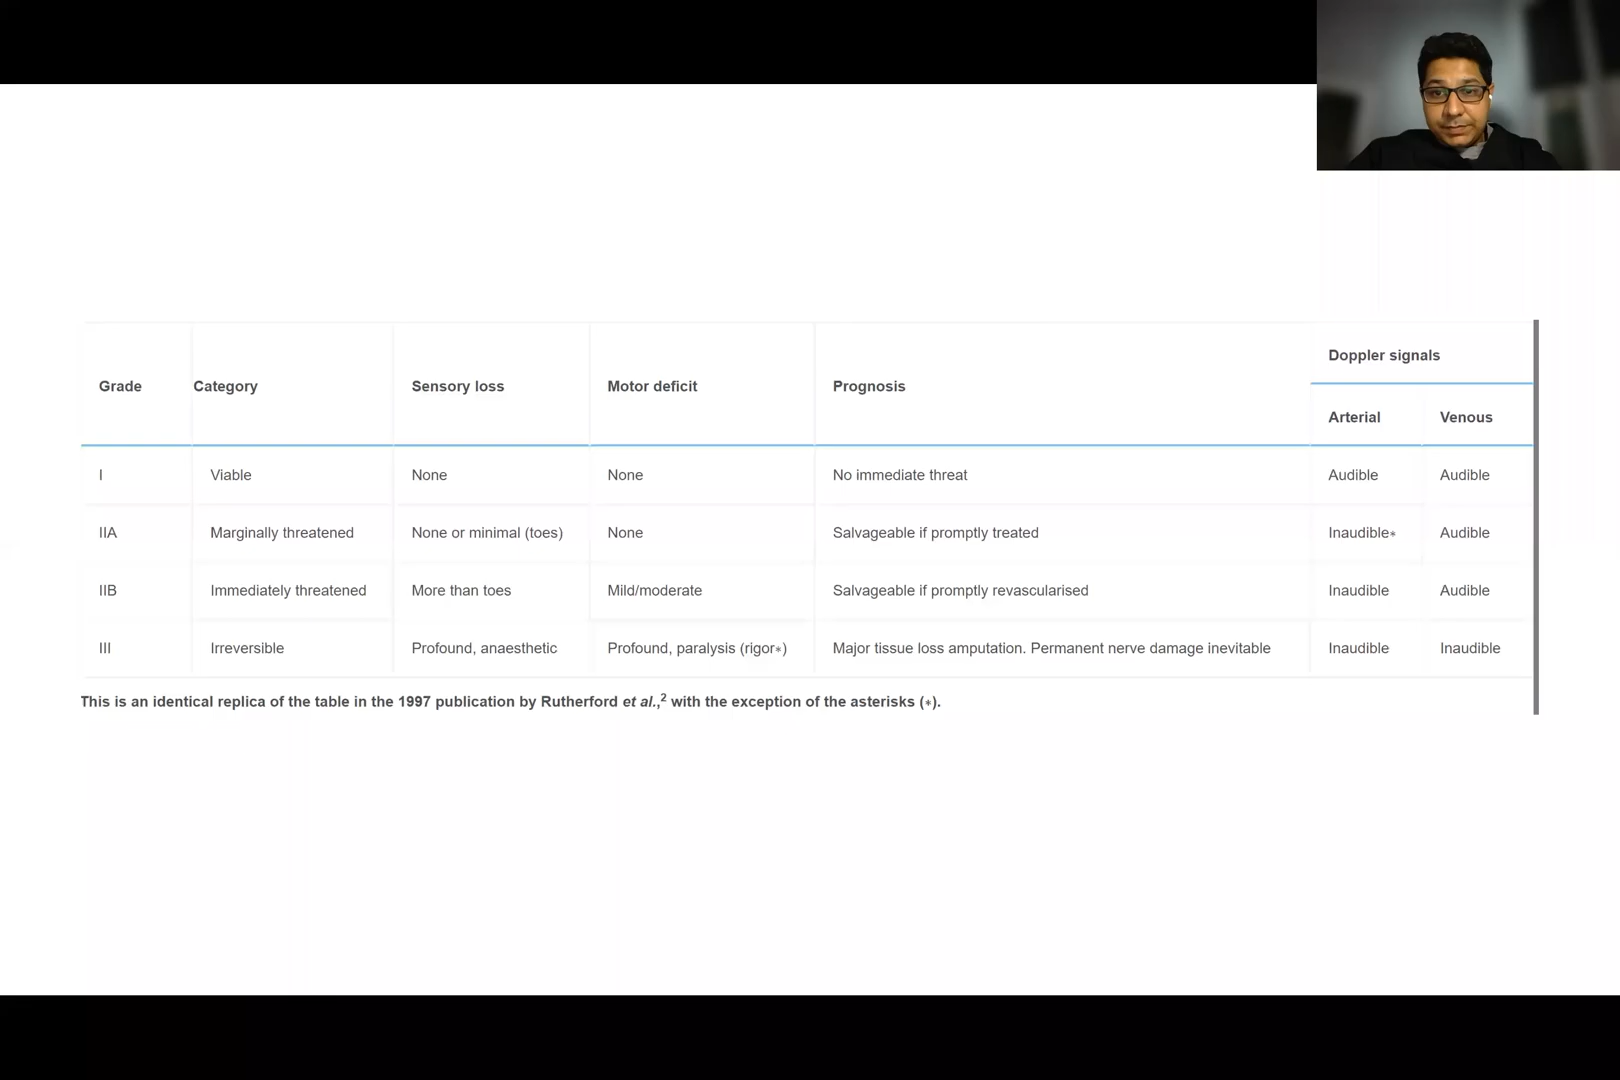 Grade Category Sensory loss Motor deficit Prognosis Doppler signals
Arterial Venous
I Viable None None No immediate threat Audible Audible
IIA Marginally threatened None or minimal (toes) None Salvageable if promptly treated Inaudible* Audible
IIB Immediately threatened More than toes Mild/moderate Salvageable if promptly revascularised Inaudible Audible
III Irreversible Profound, anaesthetic Profound, paralysis (rigor*) Major tissue loss amputation. Permanent nerve damage inevitable Inaudible Inaudible
This is an identical replica of the table in the 1997 publication by Rutherford et al.,2 with the exception of the asterisks (*).